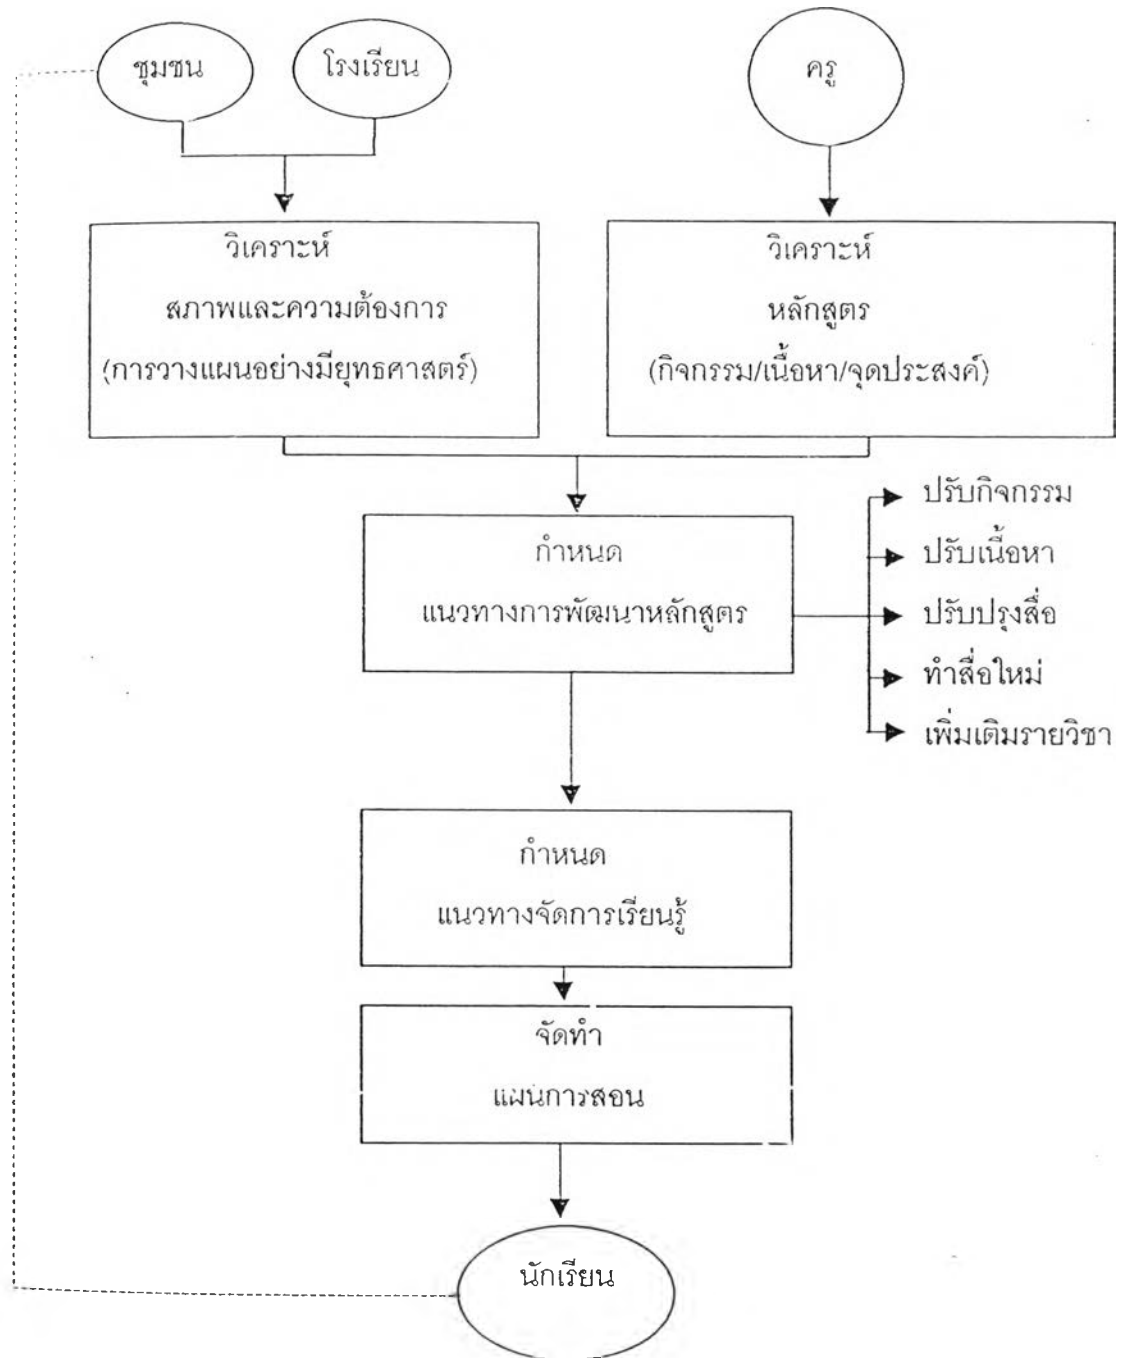 ชุมชน
โรงเรียน
ครู
วิเคราะห์
สภาพและความต้องการ
(การวางแผนอย่างมียุทธศาสตร์)
วิเคราะห์
หลักสูตร
(กิจกรรม/เนื้อหา/จุดประสงค์)
กำหนด
แนวทางการพัฒนาหลักสูตร
ปรับกิจกรรม
ปรับเนื้อหา
ปรับปรุงสื่อ
ทำสื่อใหม่
เพิ่มเติมรายวิชา
กำหนด
แนวทางจัดการเรียนรู้
จัดทำ
แผนการสอน
นักเรียน